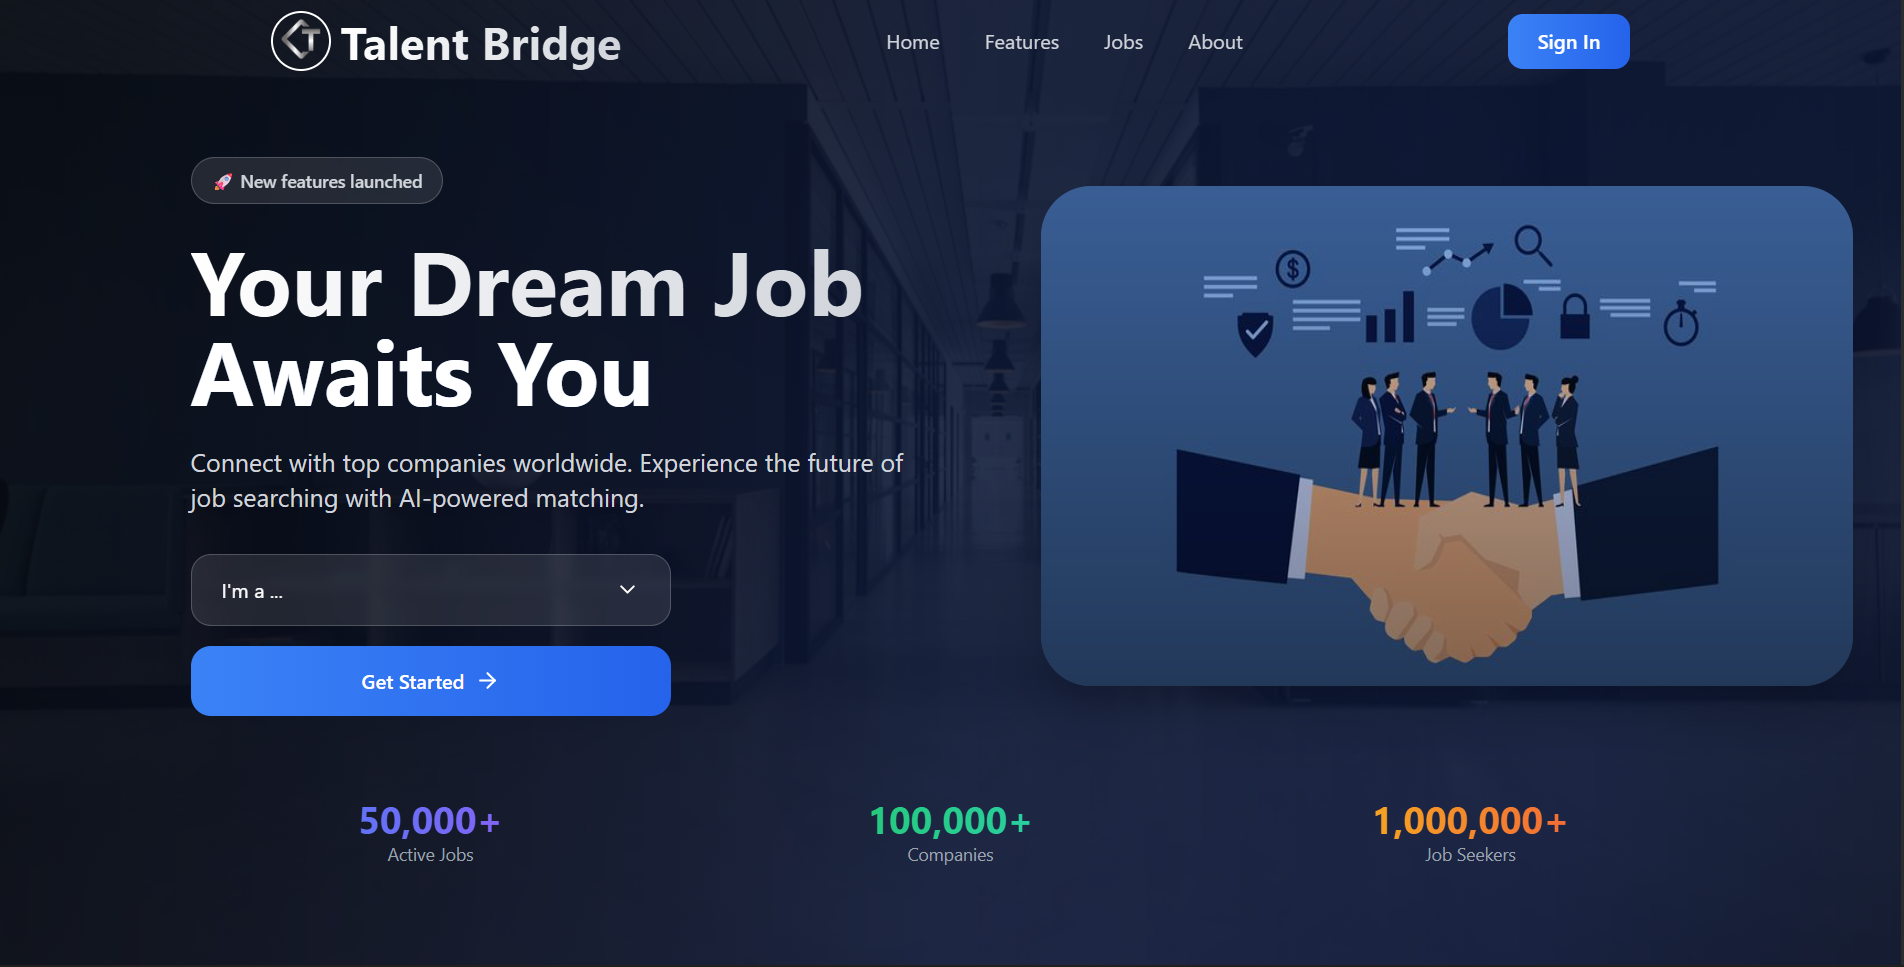 Talent Bridge
Home
Features
Jobs
About
Sign In
🚀 New features launched
Your Dream Job
Awaits You
Connect with top companies worldwide. Experience the future of
job searching with AI-powered matching.
I'm a ...
Get Started →
50,000+
Active Jobs
100,000+
Companies
1,000,000+
Job Seekers